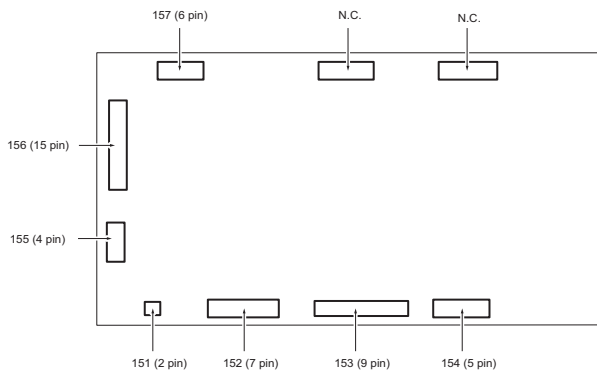 157 (6 pin)
N.C.
N.C.
156 (15 pin)
155 (4 pin)
151 (2 pin)
152 (7 pin)
153 (9 pin)
154 (5 pin)